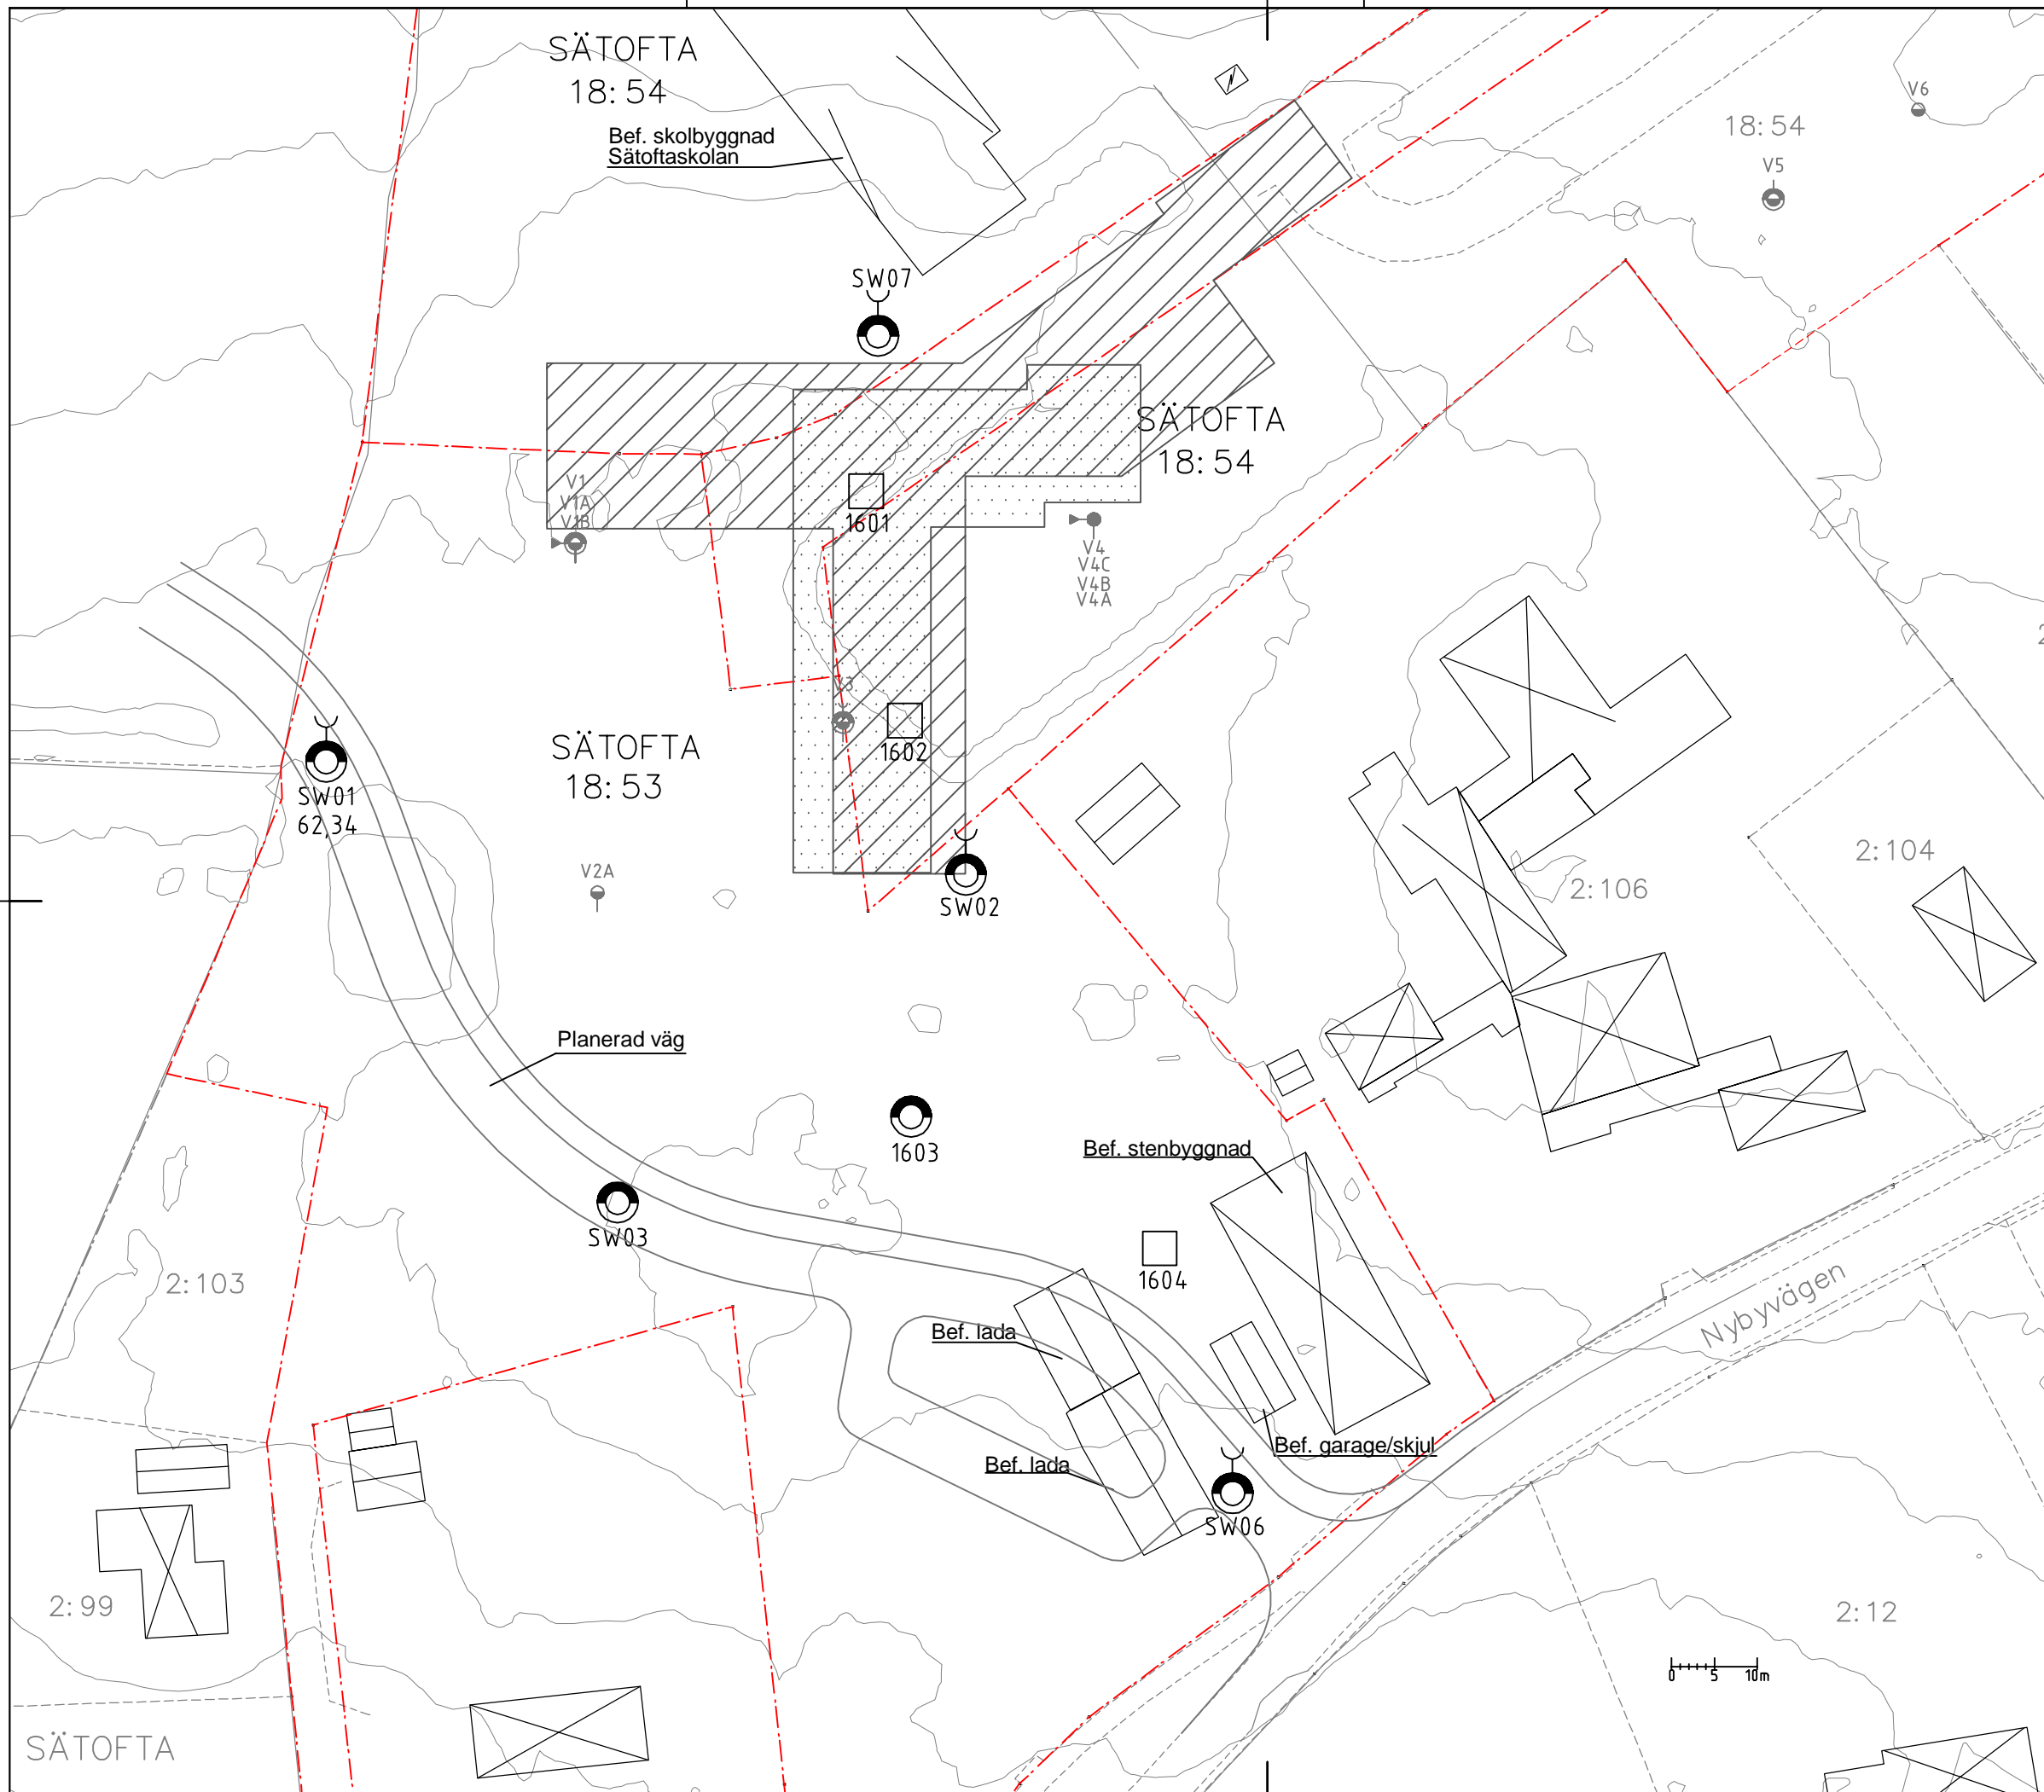 SÄTOFTA
18:54
Bef. skolbyggnad
Sätoftaskolan
V6
18:54
V5
SW07
SÄTOFTA
18:54
V1
V1A
V1B
1601
V4
V4C
V4B
V4A
V3
1602
SÄTOFTA
18:53
SW01
62,34
V2A
SW02
2:104
2:106
Planerad väg
1603
Bef. stenbyggnad
SW03
1604
2:103
Nybyvägen
Bef. lada
Bef. garage/skjul
Bef. lada
SW06
2:99
2:12
0 5 10m
SÄTOFTA